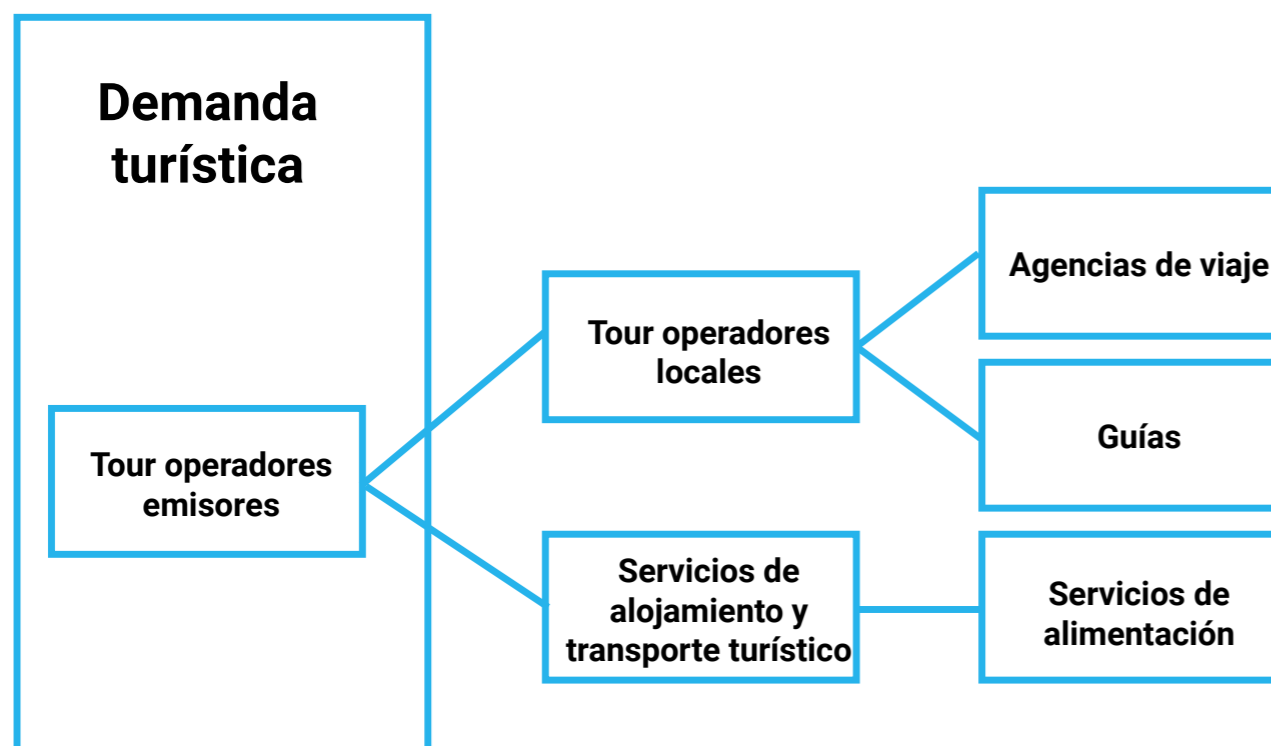 Demanda
turística
Tour operadores
emisores
Tour operadores
locales
Servicios de
alojamiento y
transporte turístico
Agencias de viaje
Guías
Servicios de
alimentación